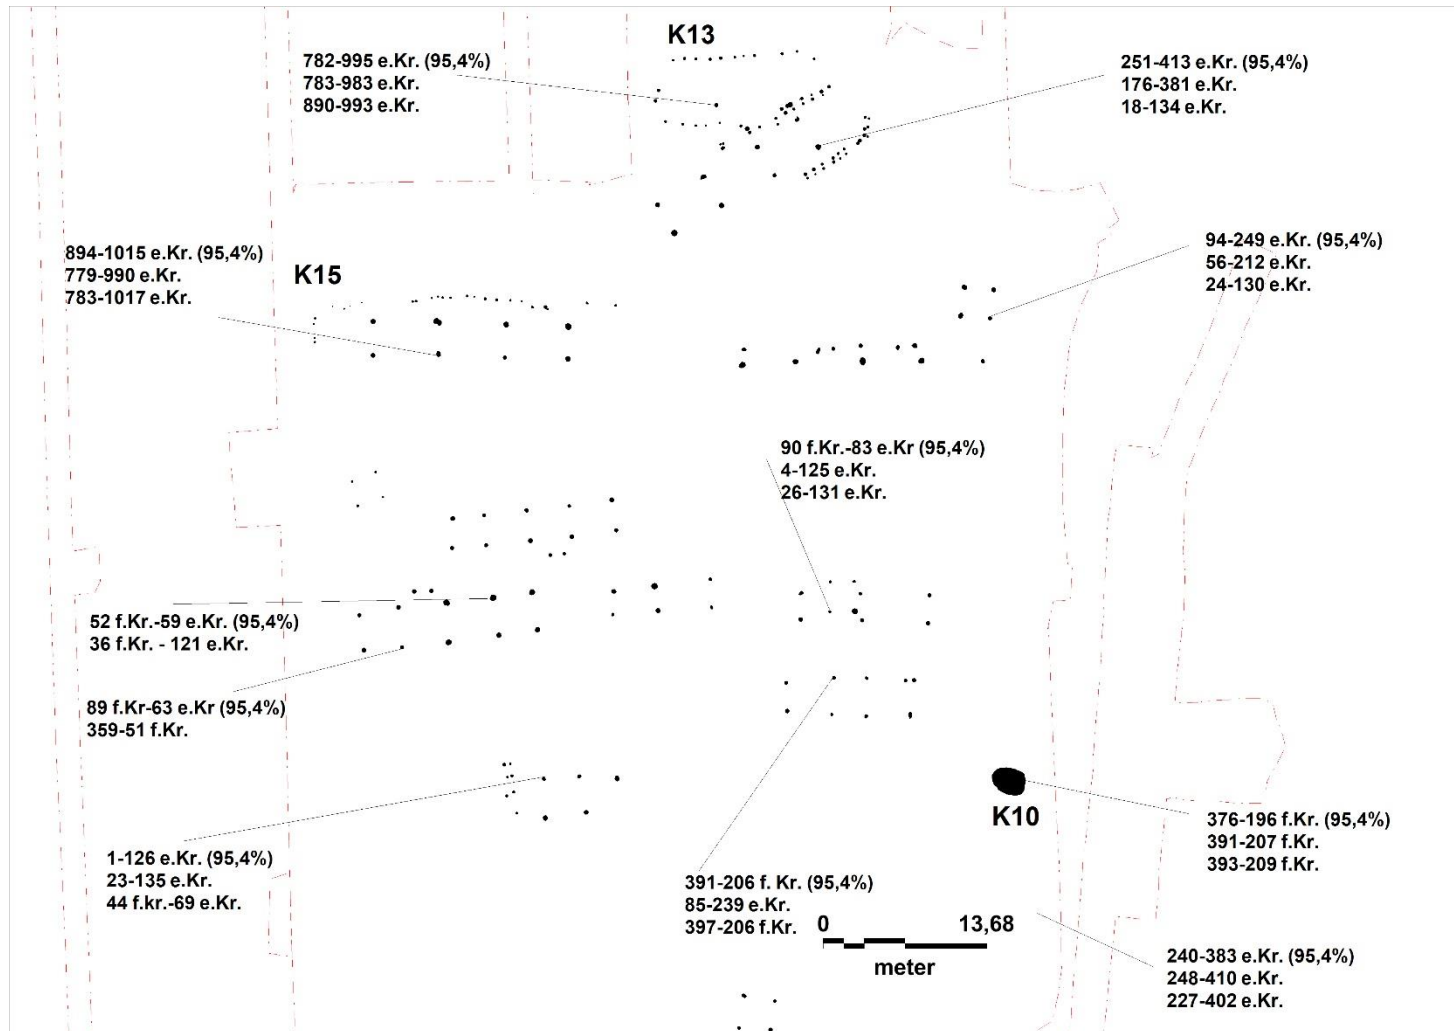 K13
782-995 e.Kr. (95,4%)
783-983 e.Kr.
890-993 e.Kr.
251-413 e.Kr. (95,4%)
176-381 e.Kr.
18-134 e.Kr.
894-1015 e.Kr. (95,4%)
779-990 e.Kr.
783-1017 e.Kr.
K15
94-249 e.Kr. (95,4%)
56-212 e.Kr.
24-130 e.Kr.
90 f.Kr.-83 e.Kr (95,4%)
4-125 e.Kr.
26-131 e.Kr.
52 f.Kr.-59 e.Kr. (95,4%)
36 f.Kr. - 121 e.Kr.
89 f.Kr-63 e.Kr (95,4%)
359-51 f.Kr.
K10
376-196 f.Kr. (95,4%)
391-207 f.Kr.
393-209 f.Kr.
1-126 e.Kr. (95,4%)
23-135 e.Kr.
44 f.kr.-69 e.Kr.
391-206 f. Kr. (95,4%)
85-239 e.Kr.
397-206 f.Kr.
0 13,68
meter
240-383 e.Kr. (95,4%)
248-410 e.Kr.
227-402 e.Kr.